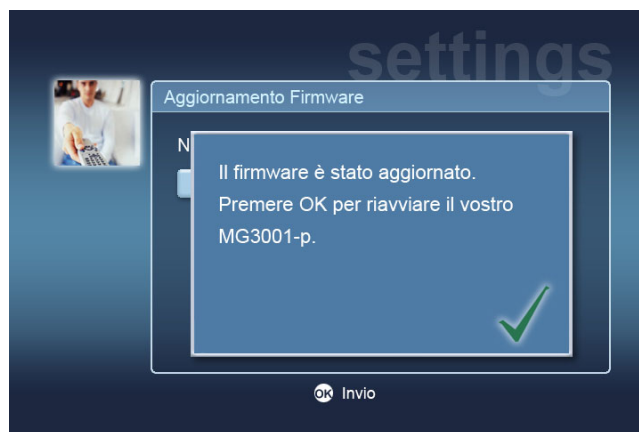 settings
Aggiornamento Firmware
N
Il firmware è stato aggiornato.
Premere OK per riavviare il vostro
MG3001-p.
OK Invio